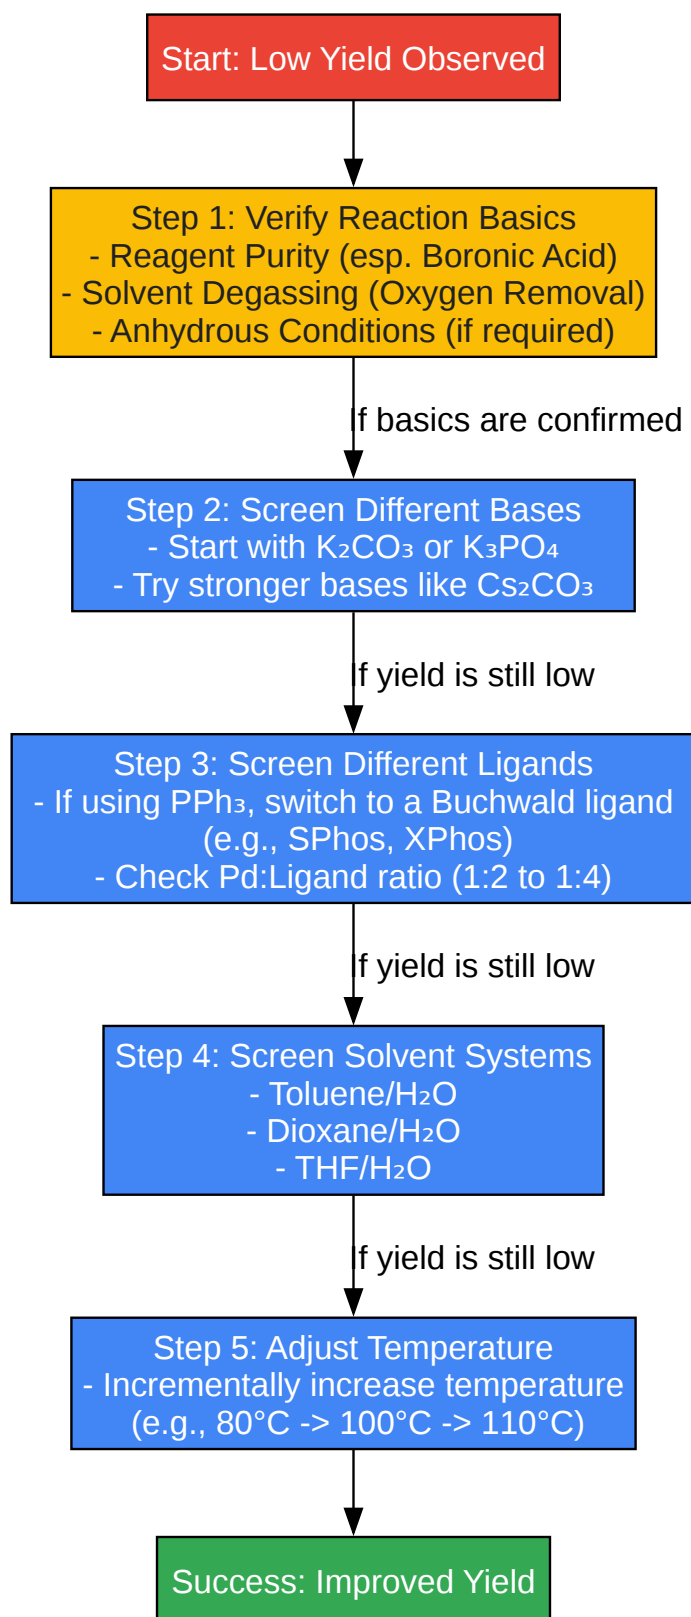 Start: Low Yield Observed
Step 1: Verify Reaction Basics
- Reagent Purity (esp. Boronic Acid)
- Solvent Degassing (Oxygen Removal)
- Anhydrous Conditions (if required)
If basics are confirmed
Step 2: Screen Different Bases
- Start with K₂CO₃ or K₃PO₄
- Try stronger bases like Cs₂CO₃
If yield is still low
Step 3: Screen Different Ligands
- If using PPh₃, switch to a Buchwald ligand
(e.g., SPhos, XPhos)
- Check Pd:Ligand ratio (1:2 to 1:4)
If yield is still low
Step 4: Screen Solvent Systems
- Toluene/H₂O
- Dioxane/H₂O
- THF/H₂O
If yield is still low
Step 5: Adjust Temperature
- Incrementally increase temperature
(e.g., 80°C -> 100°C -> 110°C)
Success: Improved Yield